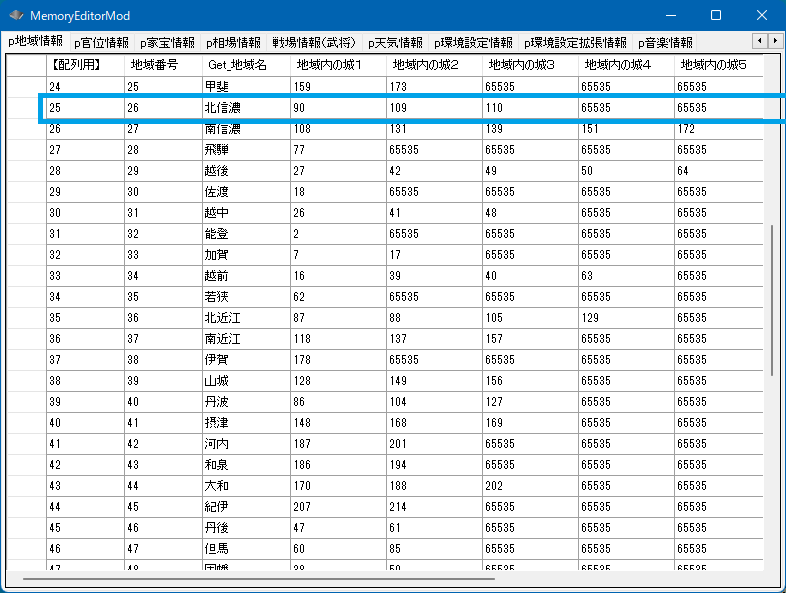 MemoryEditorMod
p地域情報 p官位情報 p家宝情報 p相場情報 戦場情報(武将) p天気情報 p環境設定情報 p環境設定拡張情報 p音楽情報
【配列用】 地域番号 Get_地域名 地域内の城1 地域内の城2 地域内の城3 地域内の城4 地域内の城5
24 25 甲斐 159 173 65535 65535 65535
25 26 北信濃 90 109 110 65535 65535
26 27 南信濃 108 131 139 151 172
27 28 飛騨 77 65535 65535 65535 65535
28 29 越後 27 42 49 50 64
29 30 佐渡 18 65535 65535 65535 65535
30 31 越中 26 41 48 65535 65535
31 32 能登 2 65535 65535 65535 65535
32 33 加賀 7 17 65535 65535 65535
33 34 越前 16 39 40 63 65535
34 35 若狭 62 65535 65535 65535 65535
35 36 北近江 87 88 105 129 65535
36 37 南近江 118 137 157 65535 65535
37 38 伊賀 178 65535 65535 65535 65535
38 39 山城 128 149 156 65535 65535
39 40 丹波 86 104 127 65535 65535
40 41 摂津 148 168 169 65535 65535
41 42 河内 187 201 65535 65535 65535
42 43 和泉 186 194 65535 65535 65535
43 44 大和 170 188 202 65535 65535
44 45 紀伊 207 214 65535 65535 65535
45 46 丹後 47 61 65535 65535 65535
46 47 但馬 60 85 65535 65535 65535
47 48 因幡 38 59 65535 65535 65535